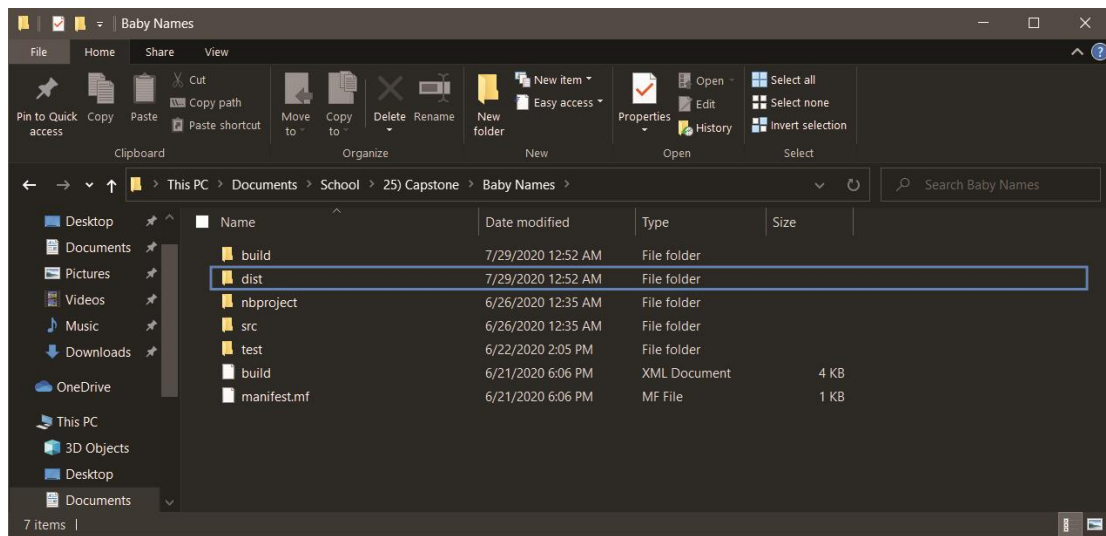 Baby Names
File Home Share View
Pin to Quick access
Copy
Paste
Cut
Copy path
Paste shortcut
Clipboard
Move to
Copy to
Delete
Rename
Organize
New folder
New item
Easy access
New
Properties
Open
Edit
History
Open
Select all
Select none
Invert selection
Select
This PC > Documents > School > 25) Capstone > Baby Names >
Search Baby Names
Desktop
Documents
Pictures
Videos
Music
Downloads
OneDrive
This PC
3D Objects
Desktop
Documents
Name Date modified Type Size
build 7/29/2020 12:52 AM File folder
dist 7/29/2020 12:52 AM File folder
nbproject 6/26/2020 12:35 AM File folder
src 6/26/2020 12:35 AM File folder
test 6/22/2020 2:05 PM File folder
build 6/21/2020 6:06 PM XML Document 4 KB
manifest.mf 6/21/2020 6:06 PM MF File 1 KB
7 items